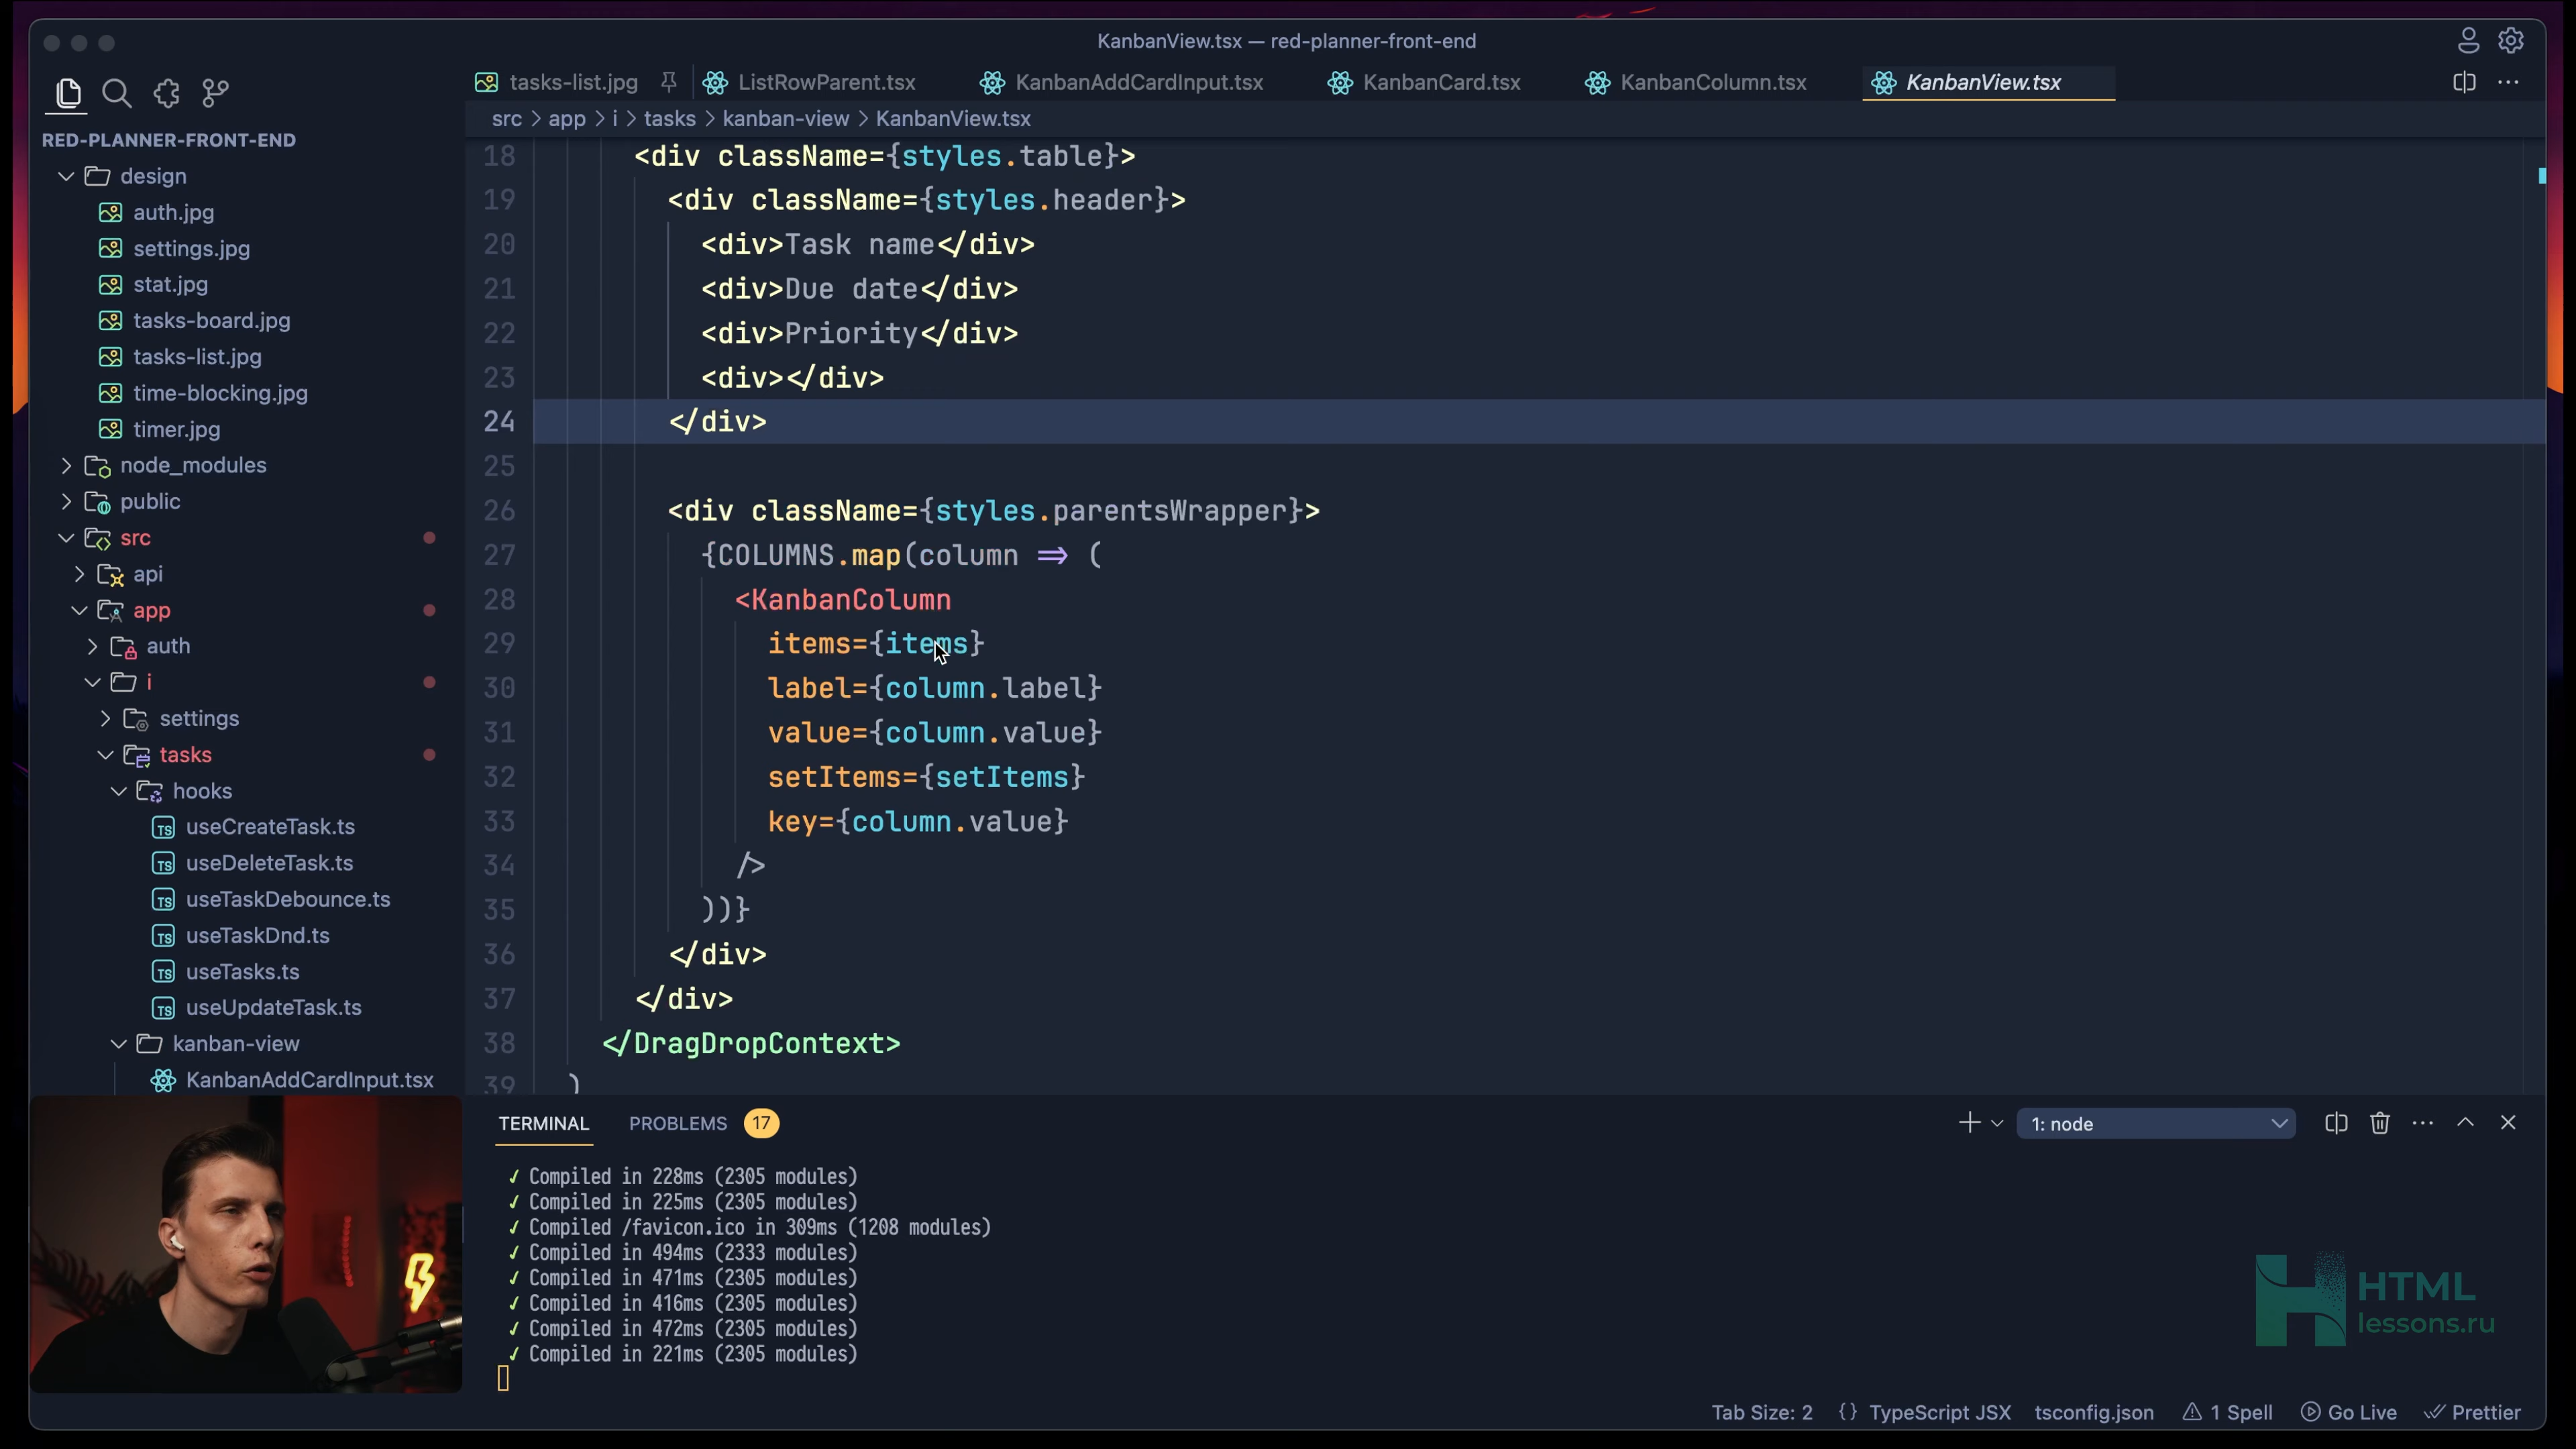 KanbanView.tsx — red-planner-front-end
tasks-list.jpg
ListRowParent.tsx
KanbanAddCardInput.tsx
KanbanCard.tsx
KanbanColumn.tsx
KanbanView.tsx
src > app > i > tasks > kanban-view > KanbanView.tsx
RED-PLANNER-FRONT-END
design
auth.jpg
settings.jpg
stat.jpg
tasks-board.jpg
tasks-list.jpg
time-blocking.jpg
timer.jpg
node_modules
public
src
api
app
auth
i
settings
tasks
hooks
useCreateTask.ts
useDeleteTask.ts
useTaskDebounce.ts
useTaskDnd.ts
useTasks.ts
useUpdateTask.ts
kanban-view
KanbanAddCardInput.tsx
18 <div className={styles.table}>
19 <div className={styles.header}>
20 <div>Task name</div>
21 <div>Due date</div>
22 <div>Priority</div>
23 <div></div>
24 </div>
25
26 <div className={styles.parentsWrapper}>
27 {COLUMNS.map(column => (
28 <KanbanColumn
29 items={items}
30 label={column.label}
31 value={column.value}
32 setItems={setItems}
33 key={column.value}
34 />
35 ))}
36 </div>
37 </div>
38 </DragDropContext>
39 )
TERMINAL PROBLEMS 17
1: node
✓ Compiled in 228ms (2305 modules)
✓ Compiled in 225ms (2305 modules)
✓ Compiled /favicon.ico in 309ms (1208 modules)
✓ Compiled in 494ms (2333 modules)
✓ Compiled in 471ms (2305 modules)
✓ Compiled in 416ms (2305 modules)
✓ Compiled in 472ms (2305 modules)
✓ Compiled in 221ms (2305 modules)
HTML
lessons.ru
Tab Size: 2 {} TypeScript JSX tsconfig.json 1 Spell Go Live Prettier